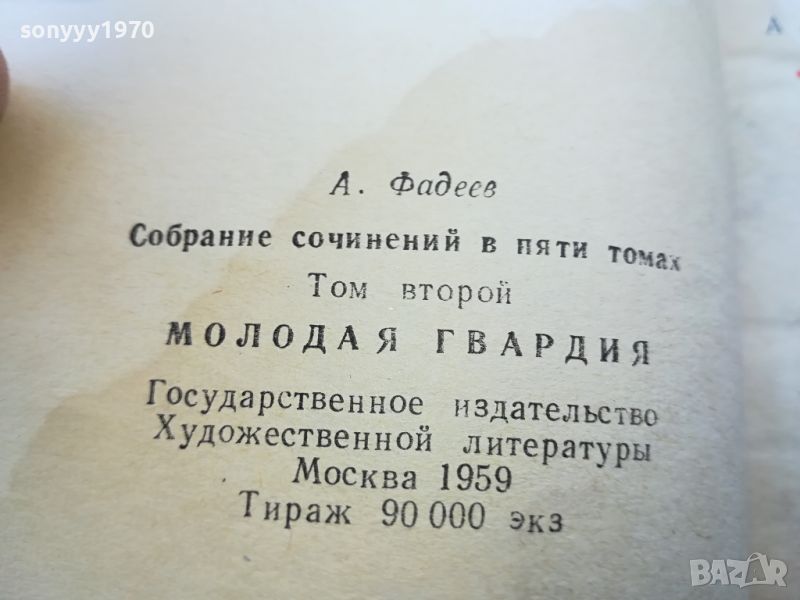 sonyyy1970
А
А. Фадеев
Собрание сочинений в пяти томах
Том второй
МОЛОДАЯ ГВАРДИЯ
Государственное издательство
Художественной литературы
Москва 1959
Тираж 90 000 экз
BAZAR